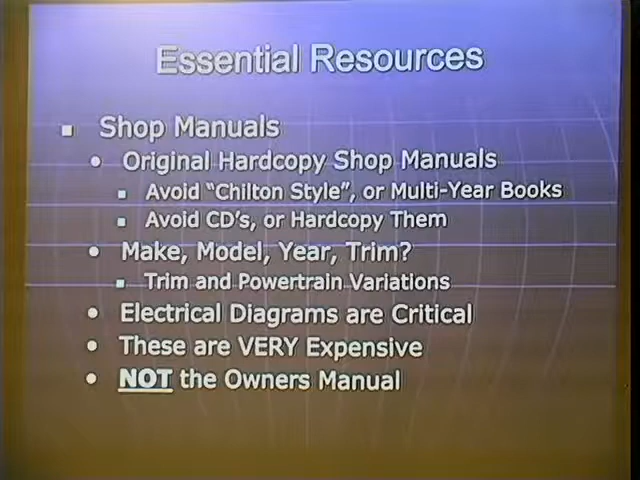 Essential Resources
Shop Manuals
Original Hardcopy Shop Manuals
Avoid "Chilton Style", or Multi-Year Books
Avoid CD's, or Hardcopy Them
Make, Model, Year, Trim?
Trim and Powertrain Variations
Electrical Diagrams are Critical
These are VERY Expensive
NOT the Owners Manual